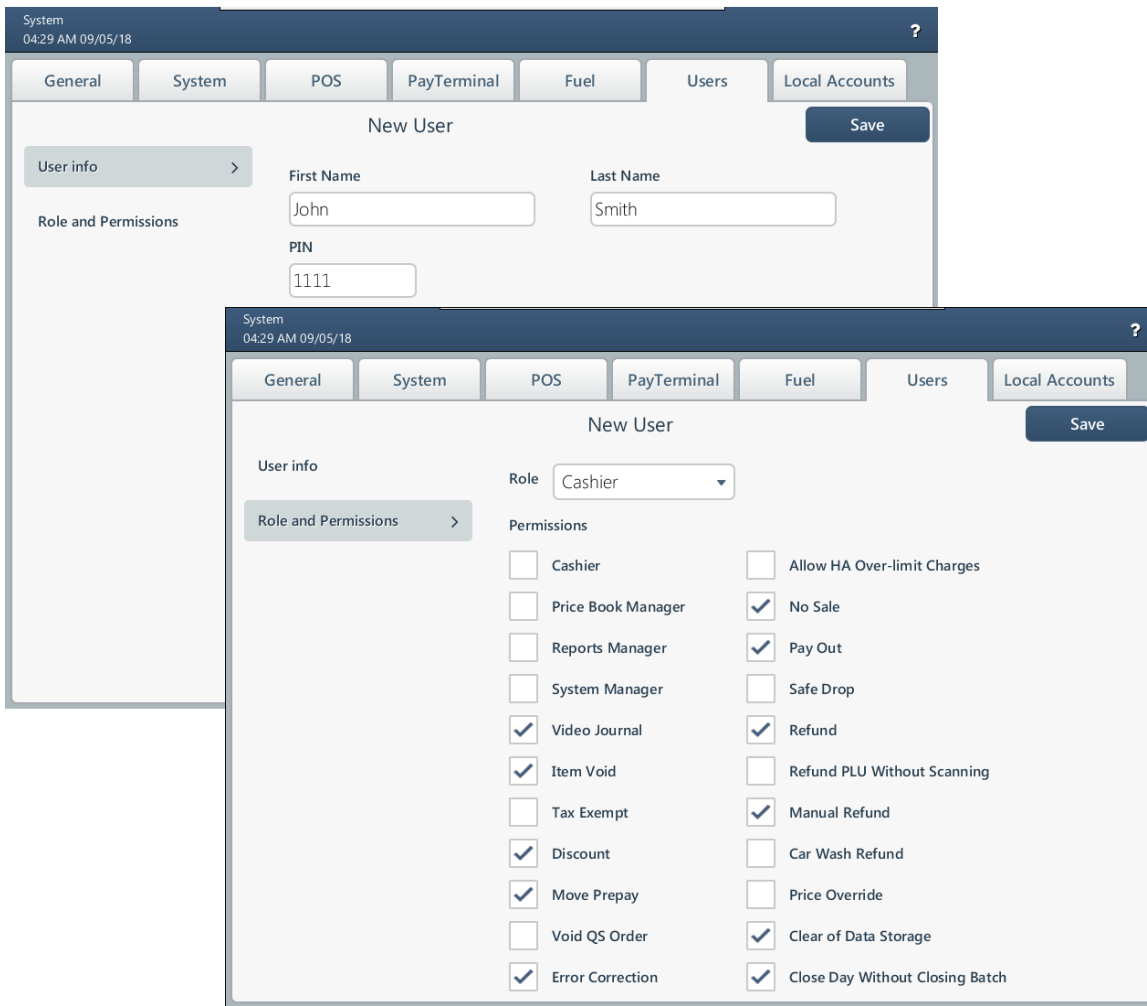 System
04:29 AM 09/05/18
?
General System POS PayTerminal Fuel Users Local Accounts
New User Save
User info >
First Name Last Name
John Smith
Role and Permissions
PIN
1111
System
04:29 AM 09/05/18
?
General System POS PayTerminal Fuel Users Local Accounts
New User Save
User info
Role Cashier
Role and Permissions >
Permissions
Cashier Allow HA Over-limit Charges
Price Book Manager No Sale
Reports Manager Pay Out
System Manager Safe Drop
Video Journal Refund
Item Void Refund PLU Without Scanning
Tax Exempt Manual Refund
Discount Car Wash Refund
Move Prepay Price Override
Void QS Order Clear of Data Storage
Error Correction Close Day Without Closing Batch